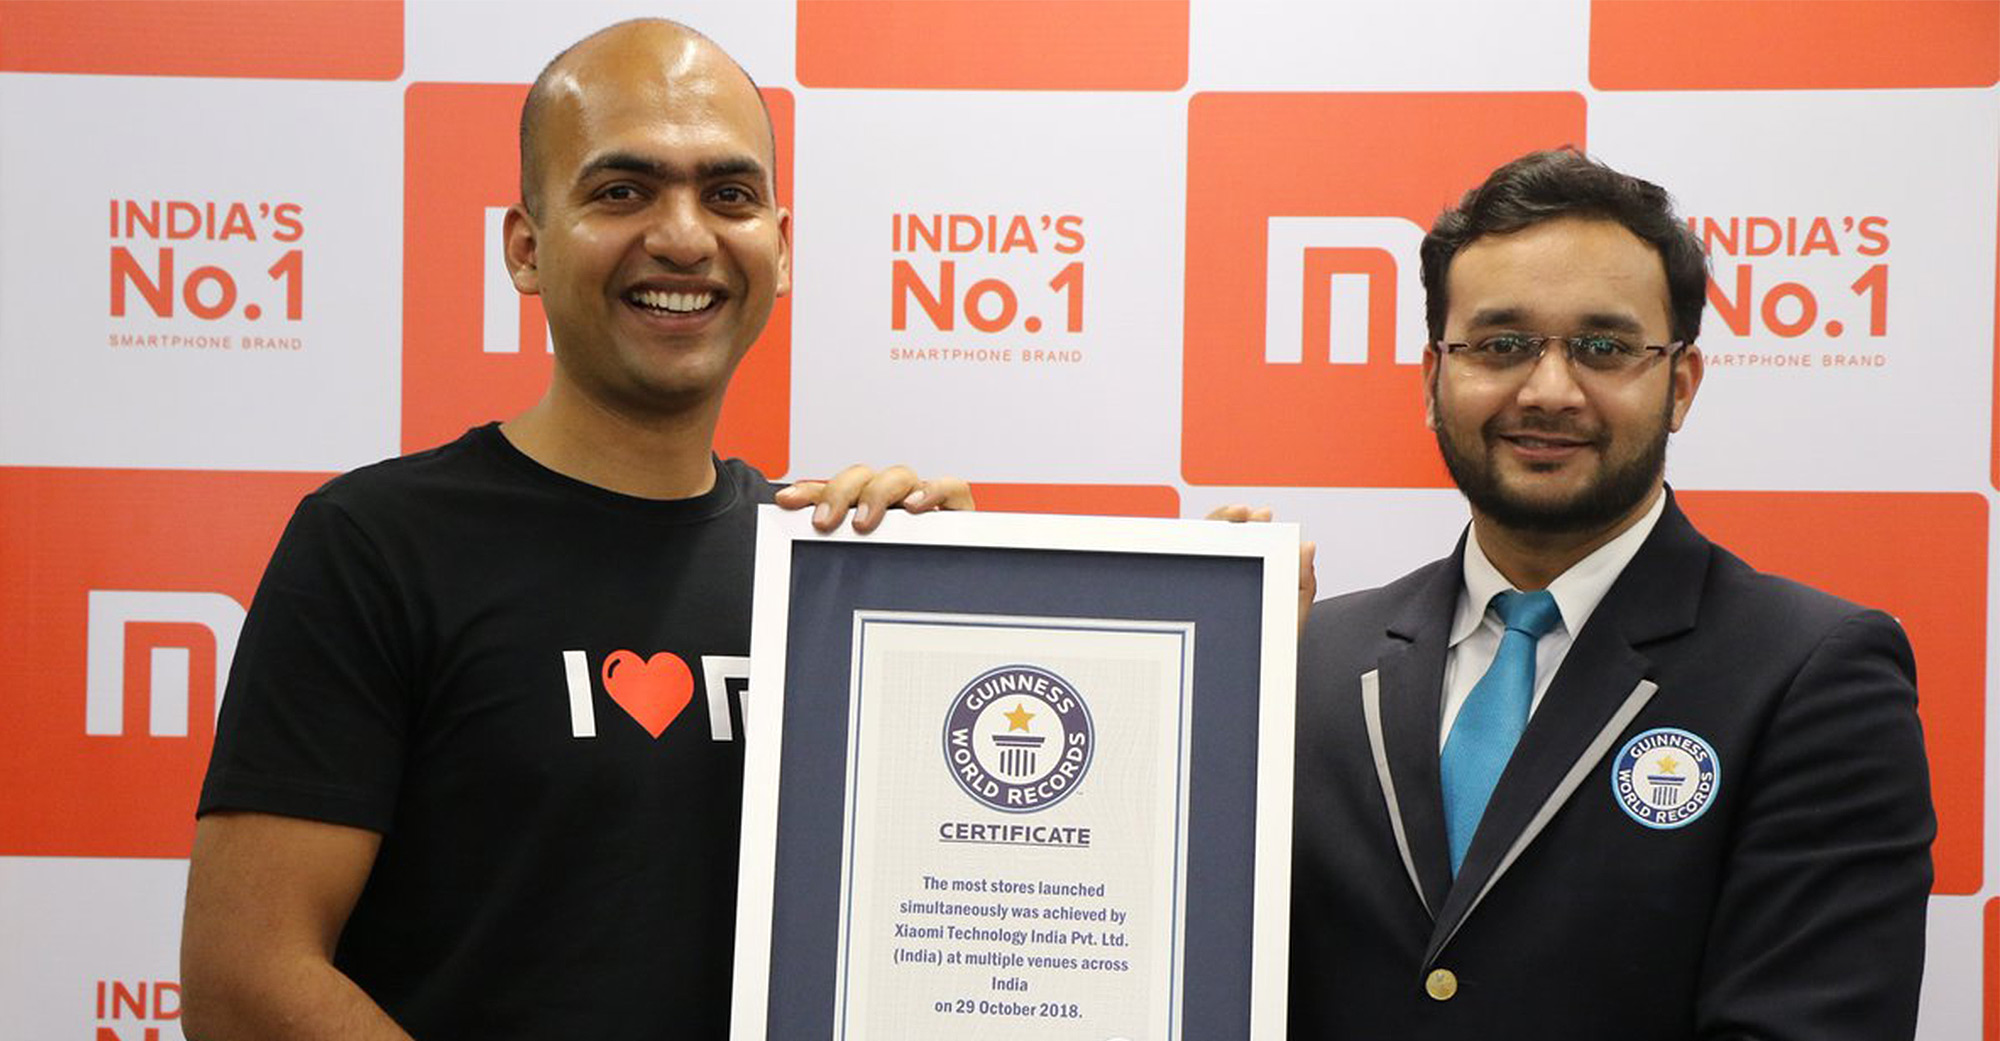 INDIA'S
No.1
SMARTPHONE BRAND
INDIA'S
No.1
SMARTPHONE BRAND
INDIA'S
No.1
SMARTPHONE BRAND
I
GUINNESS
WORLD RECORDS
CERTIFICATE
The most stores launched
simultaneously was achieved by
Xiaomi Technology India Pvt. Ltd.
(India) at multiple venues across
India
on 29 October 2018.
GUINNESS
WORLD RECORDS
IND